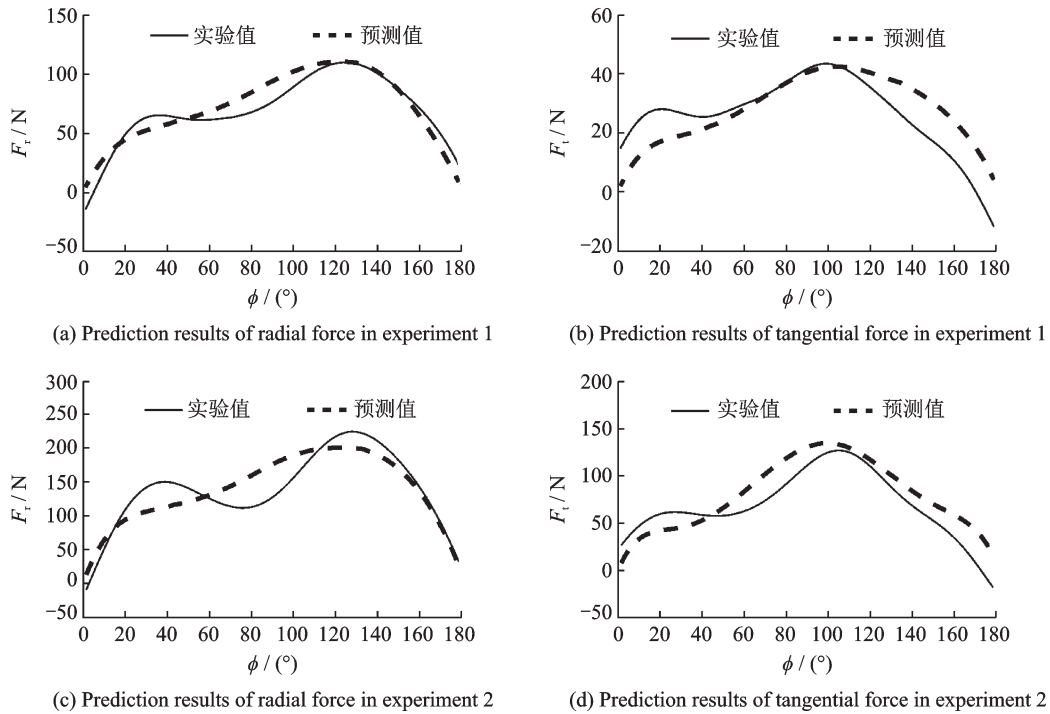 150
100
50
0
−50
F_r / N
实验值 预测值
0 20 40 60 80 100 120 140 160 180
ϕ / (°)
(a) Prediction results of radial force in experiment 1
60
40
20
0
−20
F_t / N
实验值 预测值
0 20 40 60 80 100 120 140 160 180
ϕ / (°)
(b) Prediction results of tangential force in experiment 1
300
250
200
150
100
50
0
−50
F_r / N
实验值 预测值
0 20 40 60 80 100 120 140 160 180
ϕ / (°)
(c) Prediction results of radial force in experiment 2
200
150
100
50
0
−50
F_t / N
实验值 预测值
0 20 40 60 80 100 120 140 160 180
ϕ / (°)
(d) Prediction results of tangential force in experiment 2